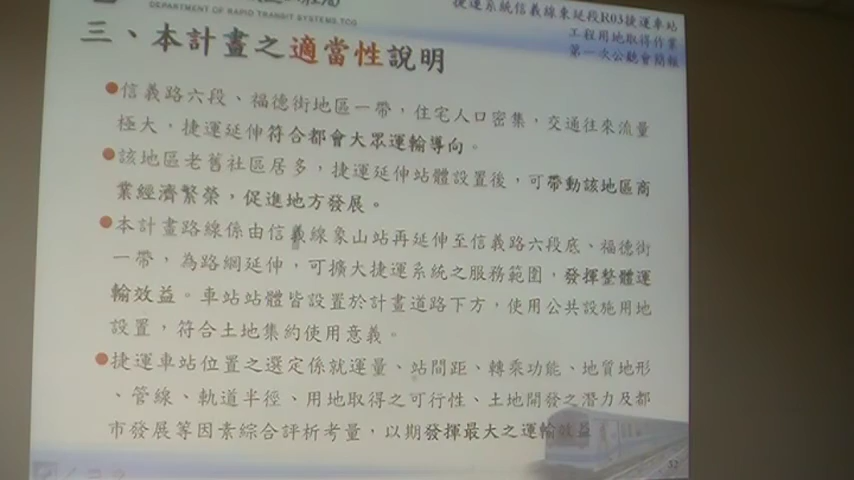 DEPARTMENT OF RAPID TRANSIT SYSTEMS,TCG
捷運系統信義線東延段R03捷運車站
工程用地取得作業
第一次公聽會簡報
三、本計畫之適當性說明
●信義路六段、福德街地區一帶，住宅人口密集，交通往來流量
極大，捷運延伸符合都會大眾運輸導向。
●該地區老舊社區居多，捷運延伸站體設置後，可帶動該地區商
業經濟繁榮，促進地方發展。
●本計畫路線係由信義線象山站再延伸至信義路六段底、福德街
一帶，為路網延伸，可擴大捷運系統之服務範圍，發揮整體運
輸效益。車站站體皆設置於計畫道路下方，使用公共設施用地
設置，符合土地集約使用意義。
●捷運車站位置之選定係就運量、站間距、轉乘功能、地質地形
、管線、軌道半徑、用地取得之可行性、土地開發之潛力及都
市發展等因素綜合評析考量，以期發揮最大之運輸效益